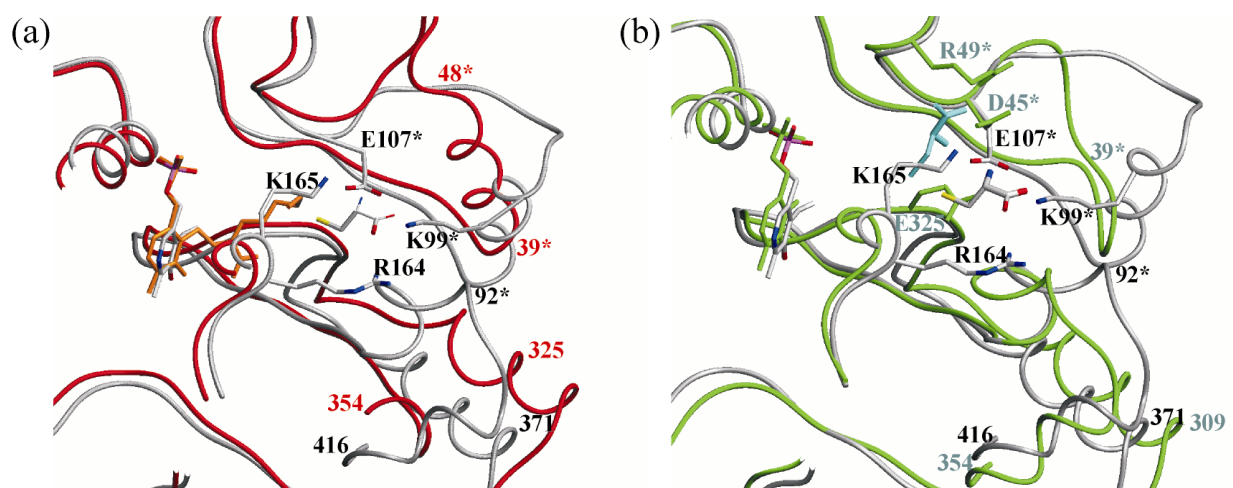 (a)
48*
E107*
K165
K99*
39*
R164
92*
325
354
371
416
(b)
R49*
D45*
E107*
39*
K165
K99*
E325
R164
92*
371
309
416
354